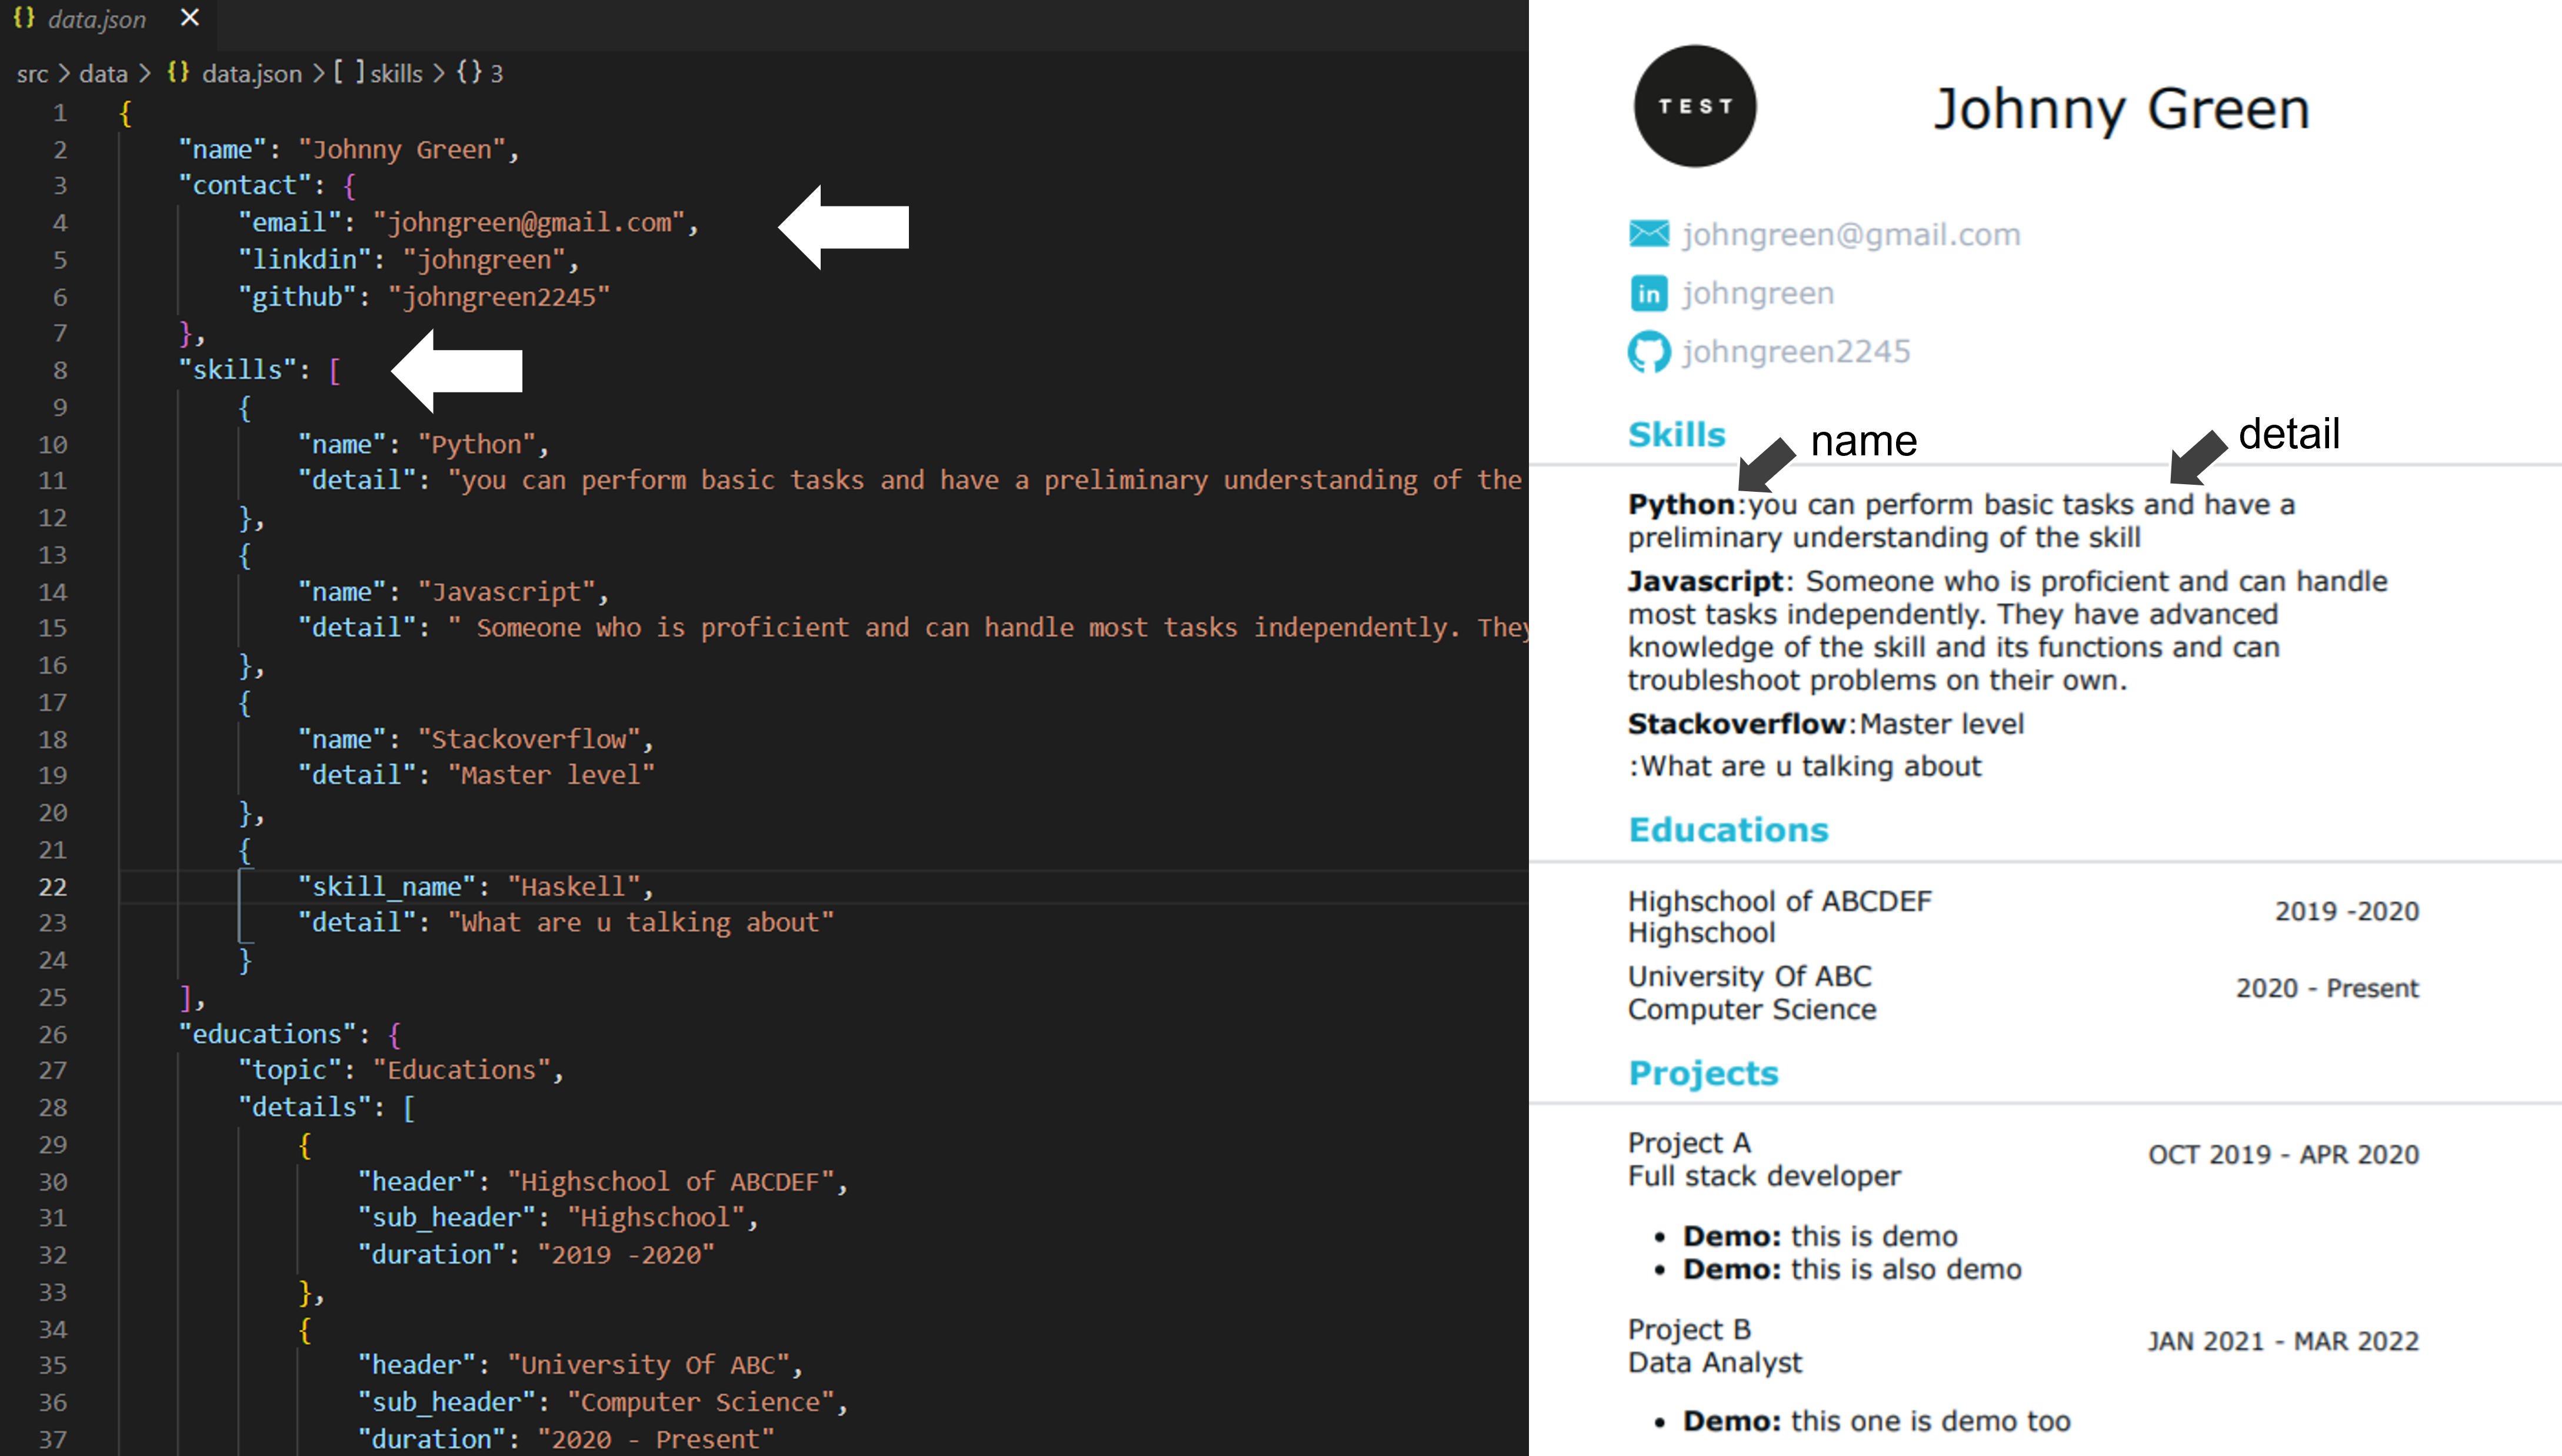 {} data.json ×
src > data > {} data.json > [ ] skills > {} 3
1 {
2 "name": "Johnny Green",
3 "contact": {
4 "email": "johngreen@gmail.com",
5 "linkdin": "johngreen",
6 "github": "johngreen2245"
7 },
8 "skills": [
9 {
10 "name": "Python",
11 "detail": "you can perform basic tasks and have a preliminary understanding of the
12 },
13 {
14 "name": "Javascript",
15 "detail": " Someone who is proficient and can handle most tasks independently. They
16 },
17 {
18 "name": "Stackoverflow",
19 "detail": "Master level"
20 },
21 {
22 "skill_name": "Haskell",
23 "detail": "What are u talking about"
24 }
25 ],
26 "educations": {
27 "topic": "Educations",
28 "details": [
29 {
30 "header": "Highschool of ABCDEF",
31 "sub_header": "Highschool",
32 "duration": "2019 -2020"
33 },
34 {
35 "header": "University Of ABC",
36 "sub_header": "Computer Science",
37 "duration": "2020 - Present"
TEST
Johnny Green
johngreen@gmail.com
in johngreen
johngreen2245
Skills
name
detail
Python:you can perform basic tasks and have a
preliminary understanding of the skill
Javascript: Someone who is proficient and can handle
most tasks independently. They have advanced
knowledge of the skill and its functions and can
troubleshoot problems on their own.
Stackoverflow:Master level
:What are u talking about
Educations
Highschool of ABCDEF
Highschool
2019 -2020
University Of ABC
Computer Science
2020 - Present
Projects
Project A
Full stack developer
OCT 2019 - APR 2020
• Demo: this is demo
• Demo: this is also demo
Project B
Data Analyst
JAN 2021 - MAR 2022
• Demo: this one is demo too